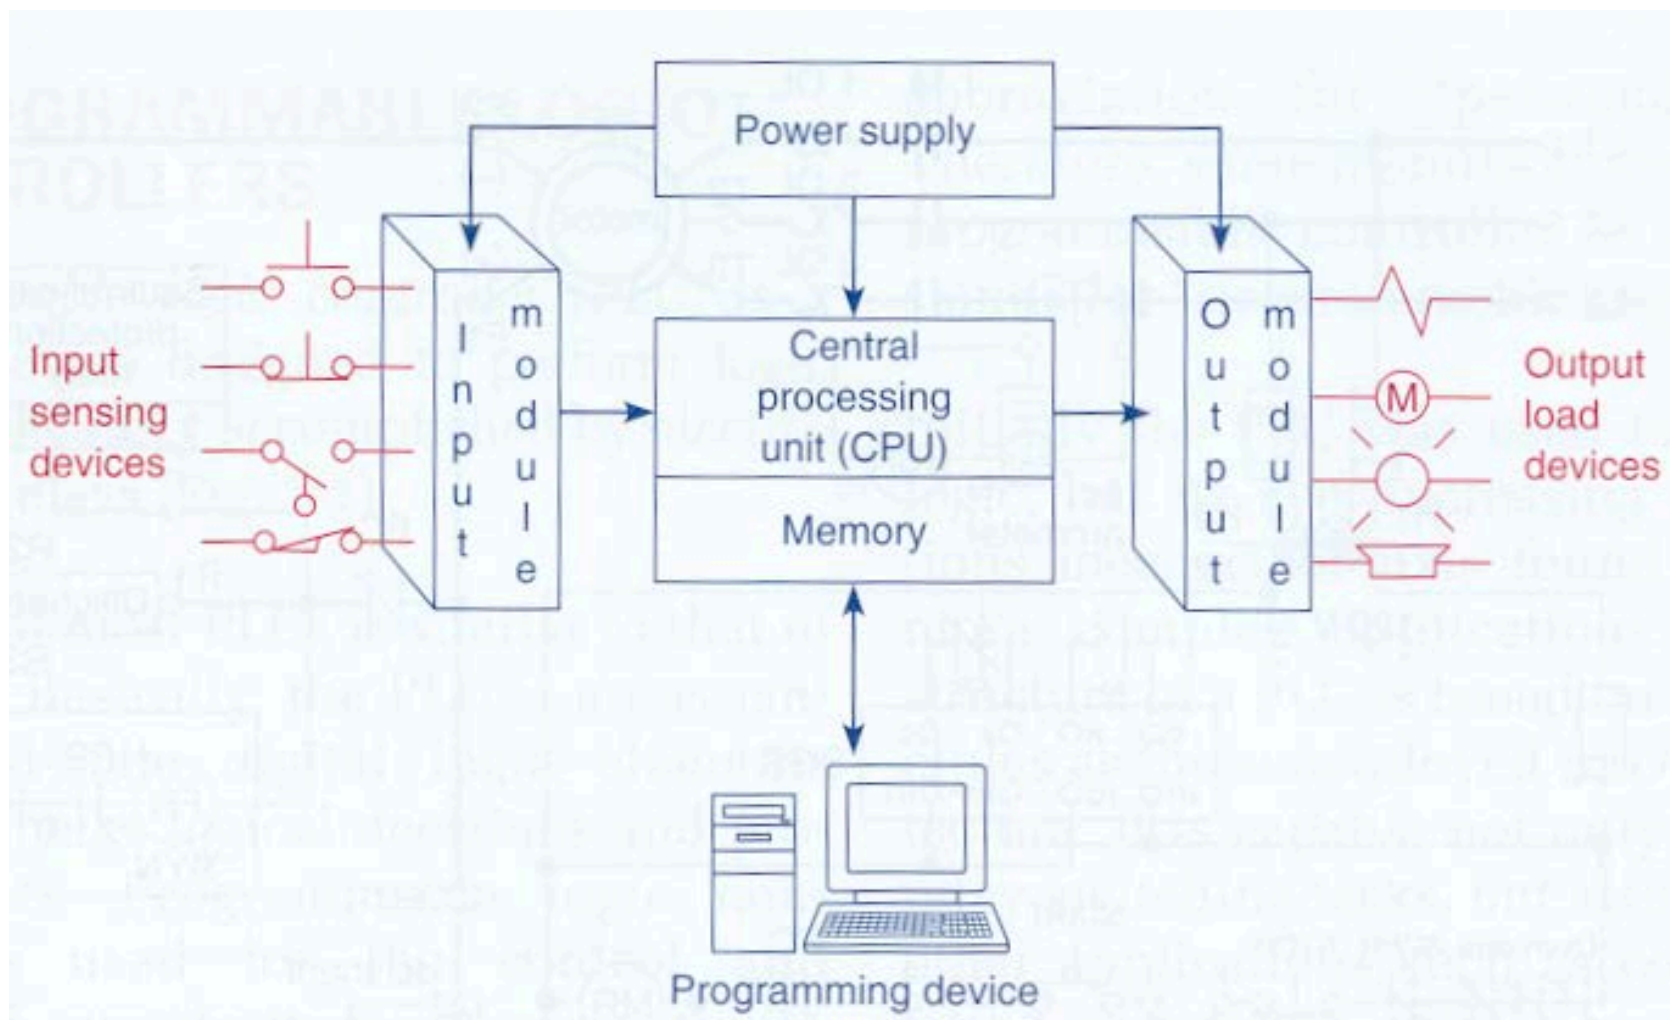 Power supply
Input
sensing
devices
Input
module
Central
processing
unit (CPU)
Memory
Output
module
M
Output
load
devices
Programming device